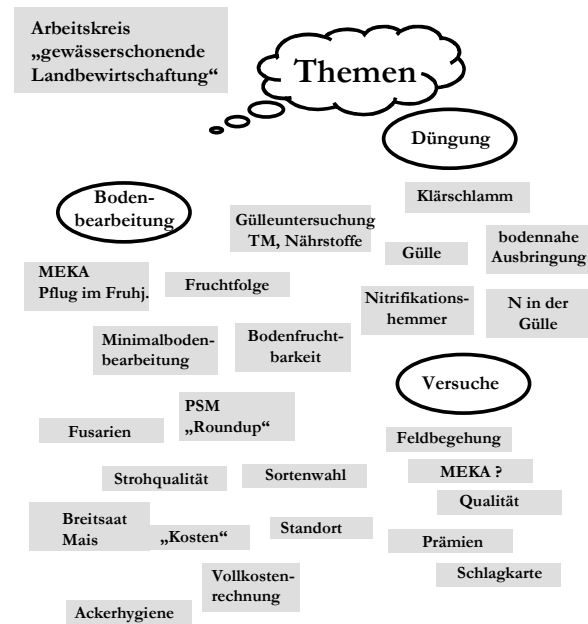 Arbeitskreis
„gewässerschonende
Landbewirtschaftung“
Themen
Düngung
Klärschlamm
Boden-
bearbeitung
Gülleuntersuchung
TM, Nährstoffe
Gülle
bodennahe
Ausbringung
MEKA
Pflug im Fruhj.
Fruchtfolge
Nitrifikations-
hemmer
N in der
Gülle
Minimalboden-
bearbeitung
Bodenfrucht-
barkeit
Versuche
PSM
„Roundup“
Fusarien
Feldbegehung
Strohqualität
Sortenwahl
MEKA ?
Qualität
Breitsaat
Mais
„Kosten“
Standort
Prämien
Vollkosten-
rechnung
Schlagkarte
Ackerhygiene